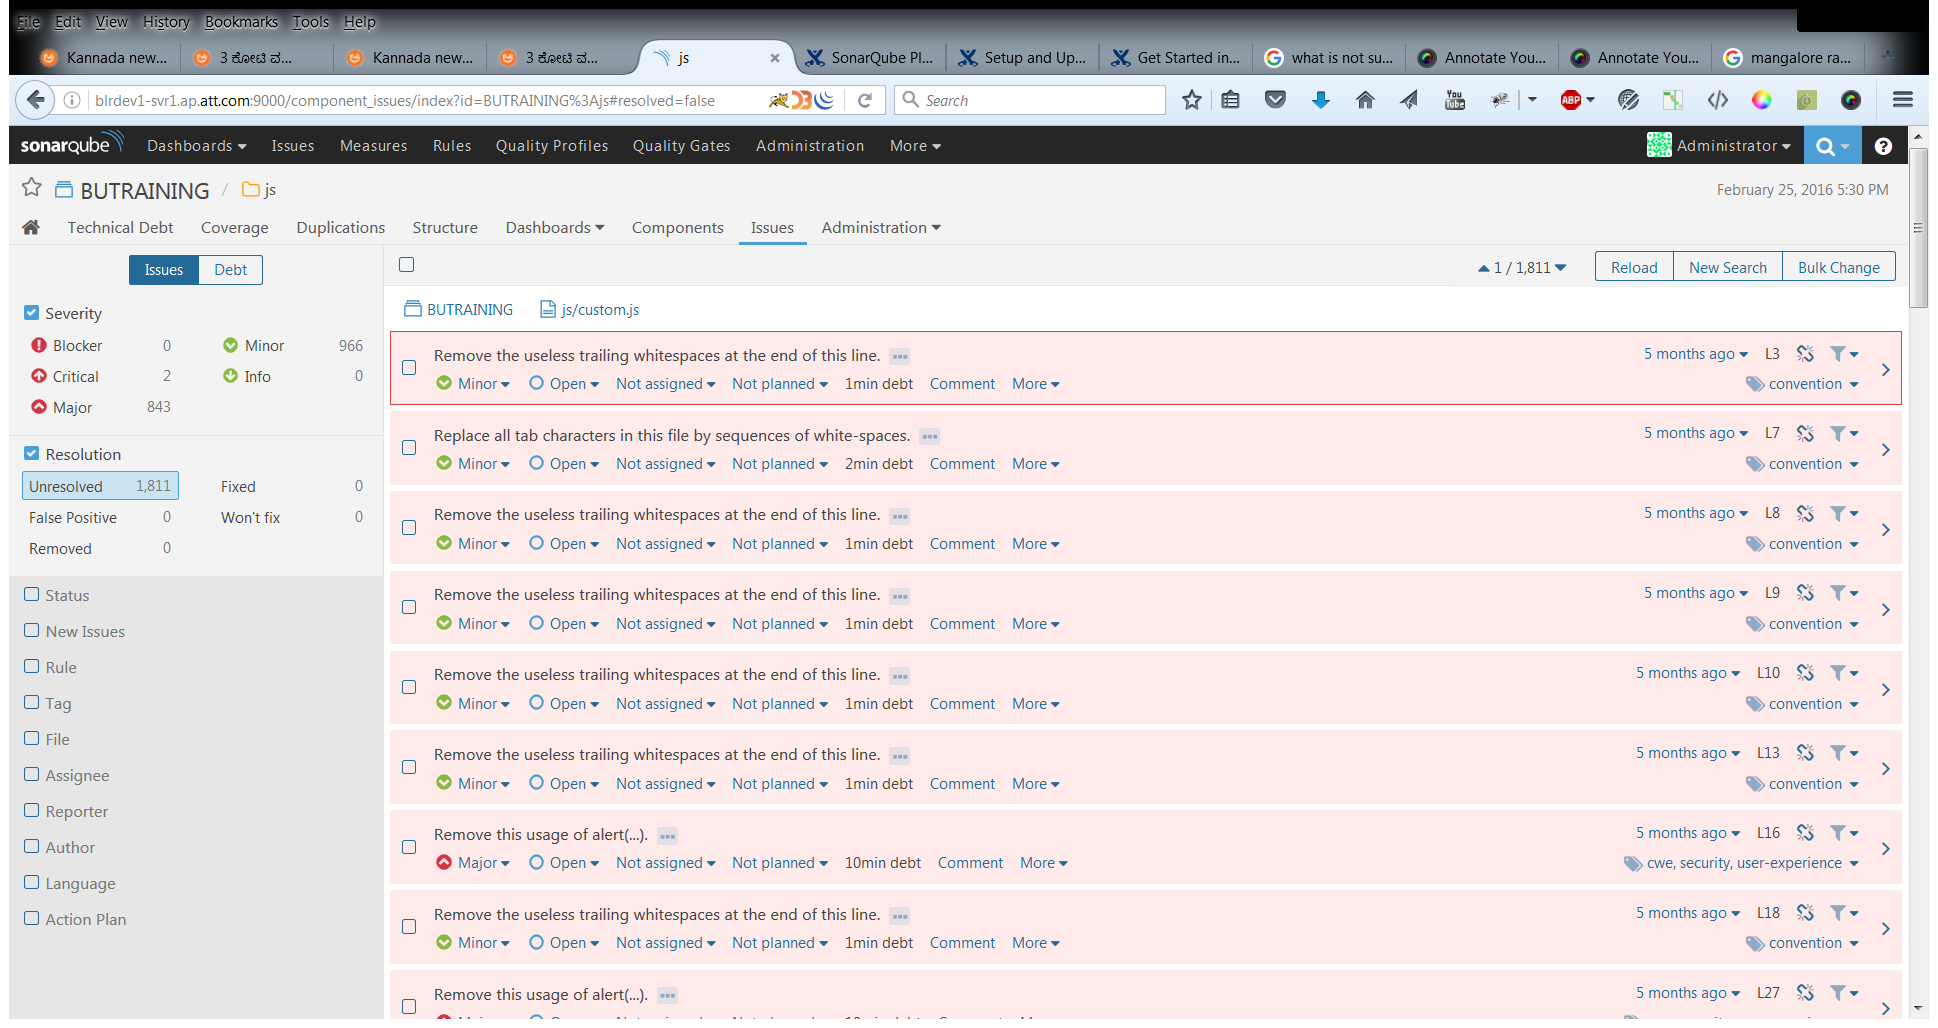 File Edit View History Bookmarks Tools Help
Kannada new... 3 ಕೋಟಿ ವ... Kannada new... 3 ಕೋಟಿ ವ... js SonarQube Pl... Setup and Up... Get Started in... what is not su... Annotate You... Annotate You... mangalore ra...
blrdev1-svr1.ap.att.com:9000/component_issues/index?id=BUTRAINING%3Ajs#resolved=false Search You Tube ABP
sonarqube Dashboards Issues Measures Rules Quality Profiles Quality Gates Administration More Administrator
BUTRAINING / js February 25, 2016 5:30 PM
Technical Debt Coverage Duplications Structure Dashboards Components Issues Administration
Issues Debt
1 / 1,811 Reload New Search Bulk Change
Severity
Blocker 0 Minor 966
Critical 2 Info 0
Major 843
Resolution
Unresolved 1,811 Fixed 0
False Positive 0 Won't fix 0
Removed 0
Status
New Issues
Rule
Tag
File
Assignee
Reporter
Author
Language
Action Plan
BUTRAINING js/custom.js
Remove the useless trailing whitespaces at the end of this line. 5 months ago L3
Minor Open Not assigned Not planned 1min debt Comment More convention
Replace all tab characters in this file by sequences of white-spaces. 5 months ago L7
Minor Open Not assigned Not planned 2min debt Comment More convention
Remove the useless trailing whitespaces at the end of this line. 5 months ago L8
Minor Open Not assigned Not planned 1min debt Comment More convention
Remove the useless trailing whitespaces at the end of this line. 5 months ago L9
Minor Open Not assigned Not planned 1min debt Comment More convention
Remove the useless trailing whitespaces at the end of this line. 5 months ago L10
Minor Open Not assigned Not planned 1min debt Comment More convention
Remove the useless trailing whitespaces at the end of this line. 5 months ago L13
Minor Open Not assigned Not planned 1min debt Comment More convention
Remove this usage of alert(...). 5 months ago L16
Major Open Not assigned Not planned 10min debt Comment More cwe, security, user-experience
Remove the useless trailing whitespaces at the end of this line. 5 months ago L18
Minor Open Not assigned Not planned 1min debt Comment More convention
Remove this usage of alert(...). 5 months ago L27